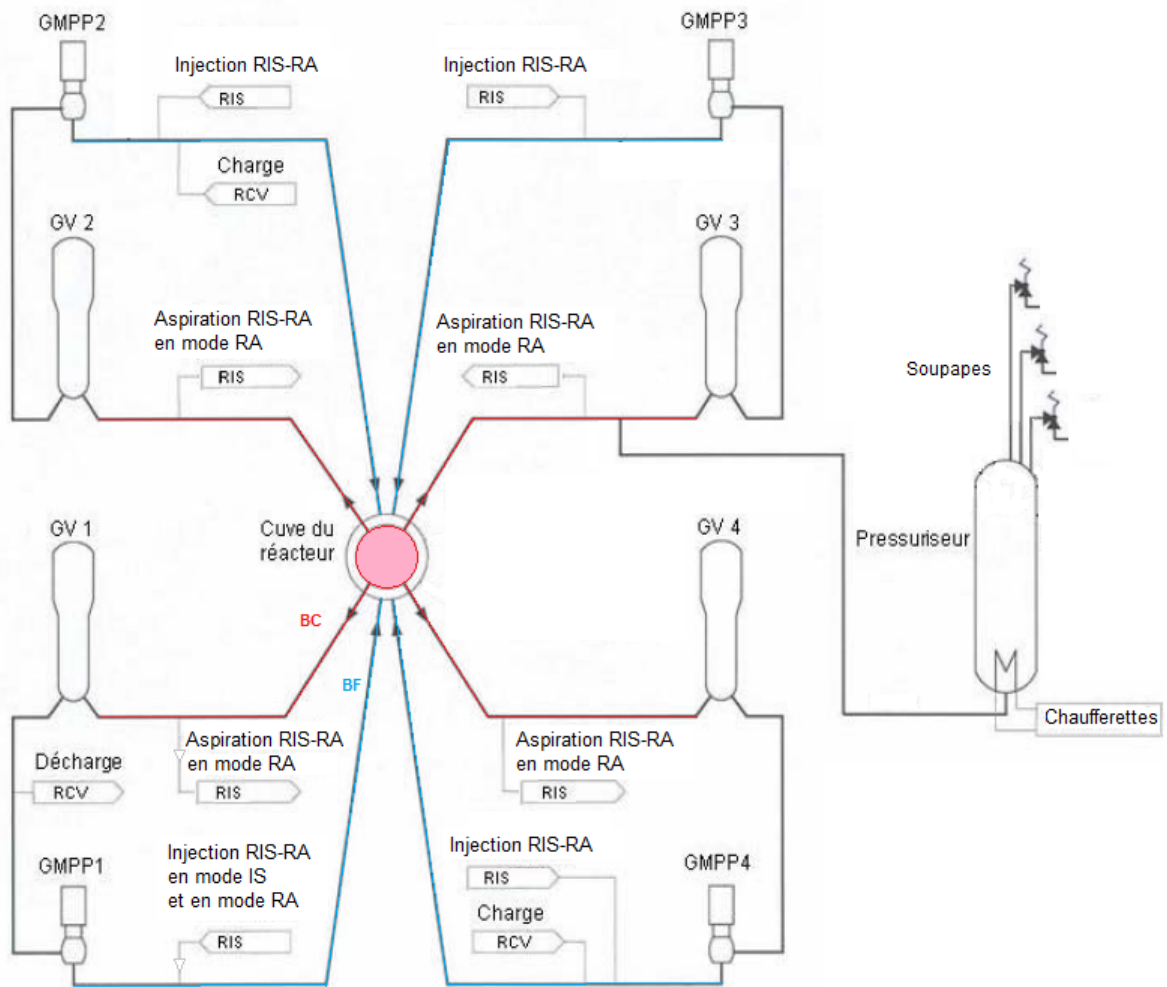 GMPP2
GMPP3
Injection RIS-RA
Injection RIS-RA
RIS
RIS
Charge
RCV
GV 2
GV 3
Aspiration RIS-RA
en mode RA
Aspiration RIS-RA
en mode RA
RIS
RIS
Soupapes
Cuve du
réacteur
GV 1
GV 4
Pressuriseur
BC
BF
Chaufferettes
Aspiration RIS-RA
en mode RA
Aspiration RIS-RA
en mode RA
Décharge
RCV
RIS
RIS
GMPP1
Injection RIS-RA
en mode IS
et en mode RA
Injection RIS-RA
GMPP4
RIS
Charge
RIS
RCV